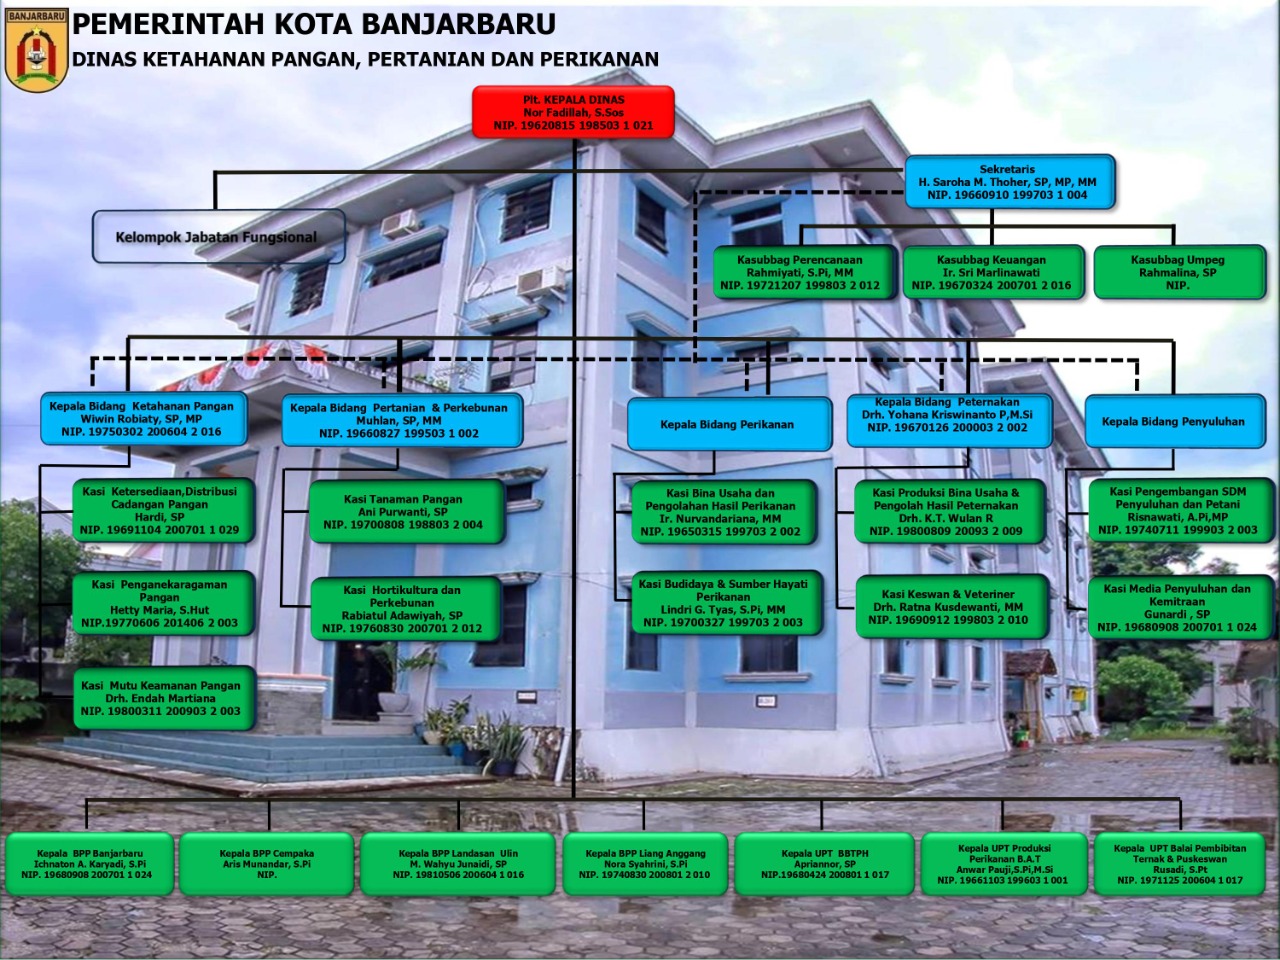 BANJARBARU
PEMERINTAH KOTA BANJARBARU
DINAS KETAHANAN PANGAN, PERTANIAN DAN PERIKANAN
Plt. KEPALA DINAS
Nor Fadillah, S.Sos
NIP. 19620815 198503 1 021
Sekretaris
H. Saroha M. Thoher, SP, MP, MM
NIP. 19660910 199703 1 004
Kelompok Jabatan Fungsional
Kasubbag Perencanaan
Rahmiyati, S.Pi, MM
NIP. 19721207 199803 2 012
Kasubbag Keuangan
Ir. Sri Marlinawati
NIP. 19670324 200701 2 016
Kasubbag Umpeg
Rahmalina, SP
NIP.
Kepala Bidang Ketahanan Pangan
Wiwin Robiaty, SP, MP
NIP. 19750302 200604 2 016
Kepala Bidang Pertanian & Perkebunan
Muhlan, SP, MM
NIP. 19660827 199503 1 002
Kepala Bidang Perikanan
Kepala Bidang Peternakan
Drh. Yohana Kriswinanto P,M.Si
NIP. 19670126 200003 2 002
Kepala Bidang Penyuluhan
Kasi Ketersediaan,Distribusi
Cadangan Pangan
Hardi, SP
NIP. 19691104 200701 1 029
Kasi Tanaman Pangan
Ani Purwanti, SP
NIP. 19700808 198803 2 004
Kasi Bina Usaha dan
Pengolahan Hasil Perikanan
Ir. Nurvandariana, MM
NIP. 19650315 199703 2 002
Kasi Produksi Bina Usaha &
Pengolah Hasil Peternakan
Drh. K.T. Wulan R
NIP. 19800809 20093 2 009
Kasi Pengembangan SDM
Penyuluhan dan Petani
Risnawati, A.Pi,MP
NIP. 19740711 199903 2 003
Kasi Penganekaragaman
Pangan
Hetty Maria, S.Hut
NIP.19770606 201406 2 003
Kasi Hortikultura dan
Perkebunan
Rabiatul Adawiyah, SP
NIP. 19760830 200701 2 012
Kasi Budidaya & Sumber Hayati
Perikanan
Lindri G. Tyas, S.Pi, MM
NIP. 19700327 199703 2 003
Kasi Keswan & Veteriner
Drh. Ratna Kusdewanti, MM
NIP. 19690912 199803 2 010
Kasi Media Penyuluhan dan
Kemitraan
Gunardi , SP
NIP. 19680908 200701 1 024
Kasi Mutu Keamanan Pangan
Drh. Endah Martiana
NIP. 19800311 200903 2 003
Kepala BPP Banjarbaru
Ichnaton A. Karyadi, S.Pi
NIP. 19680908 200701 1 024
Kepala BPP Cempaka
Aris Munandar, S.Pi
NIP.
Kepala BPP Landasan Ulin
M. Wahyu Junaidi, SP
NIP. 19810506 200604 1 016
Kepala BPP Liang Anggang
Nora Syahrini, S.Pi
NIP. 19740830 200801 2 010
Kepala UPT BBTPH
Apriannor, SP
NIP.19680424 200801 1 017
Kepala UPT Produksi
Perikanan B.A.T
Anwar Pauji,S.Pi,M.Si
NIP. 19661103 199603 1 001
Kepala UPT Balai Pembibitan
Ternak & Puskeswan
Rusadi, S.Pt
NIP. 1971125 200604 1 017